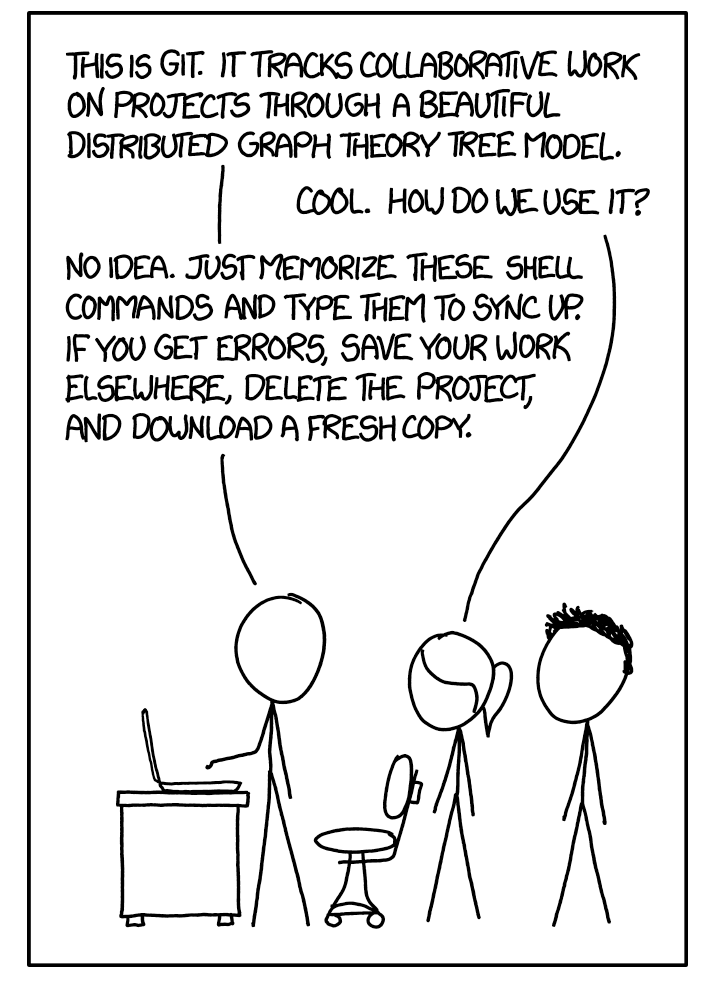 THIS IS GIT. IT TRACKS COLLABORATIVE WORK
ON PROJECTS THROUGH A BEAUTIFUL
DISTRIBUTED GRAPH THEORY TREE MODEL.
COOL. HOW DO WE USE IT?
NO IDEA. JUST MEMORIZE THESE SHELL
COMMANDS AND TYPE THEM TO SYNC UP.
IF YOU GET ERRORS, SAVE YOUR WORK
ELSEWHERE, DELETE THE PROJECT,
AND DOWNLOAD A FRESH COPY.